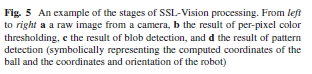 Fig. 5 An example of the stages of SSL-Vision processing. From left
to right a a raw image from a camera, b the result of per-pixel color
thresholding, c the result of blob detection, and d the result of pattern
detection (symbolically representing the computed coordinates of the
ball and the coordinates and orientation of the robot)